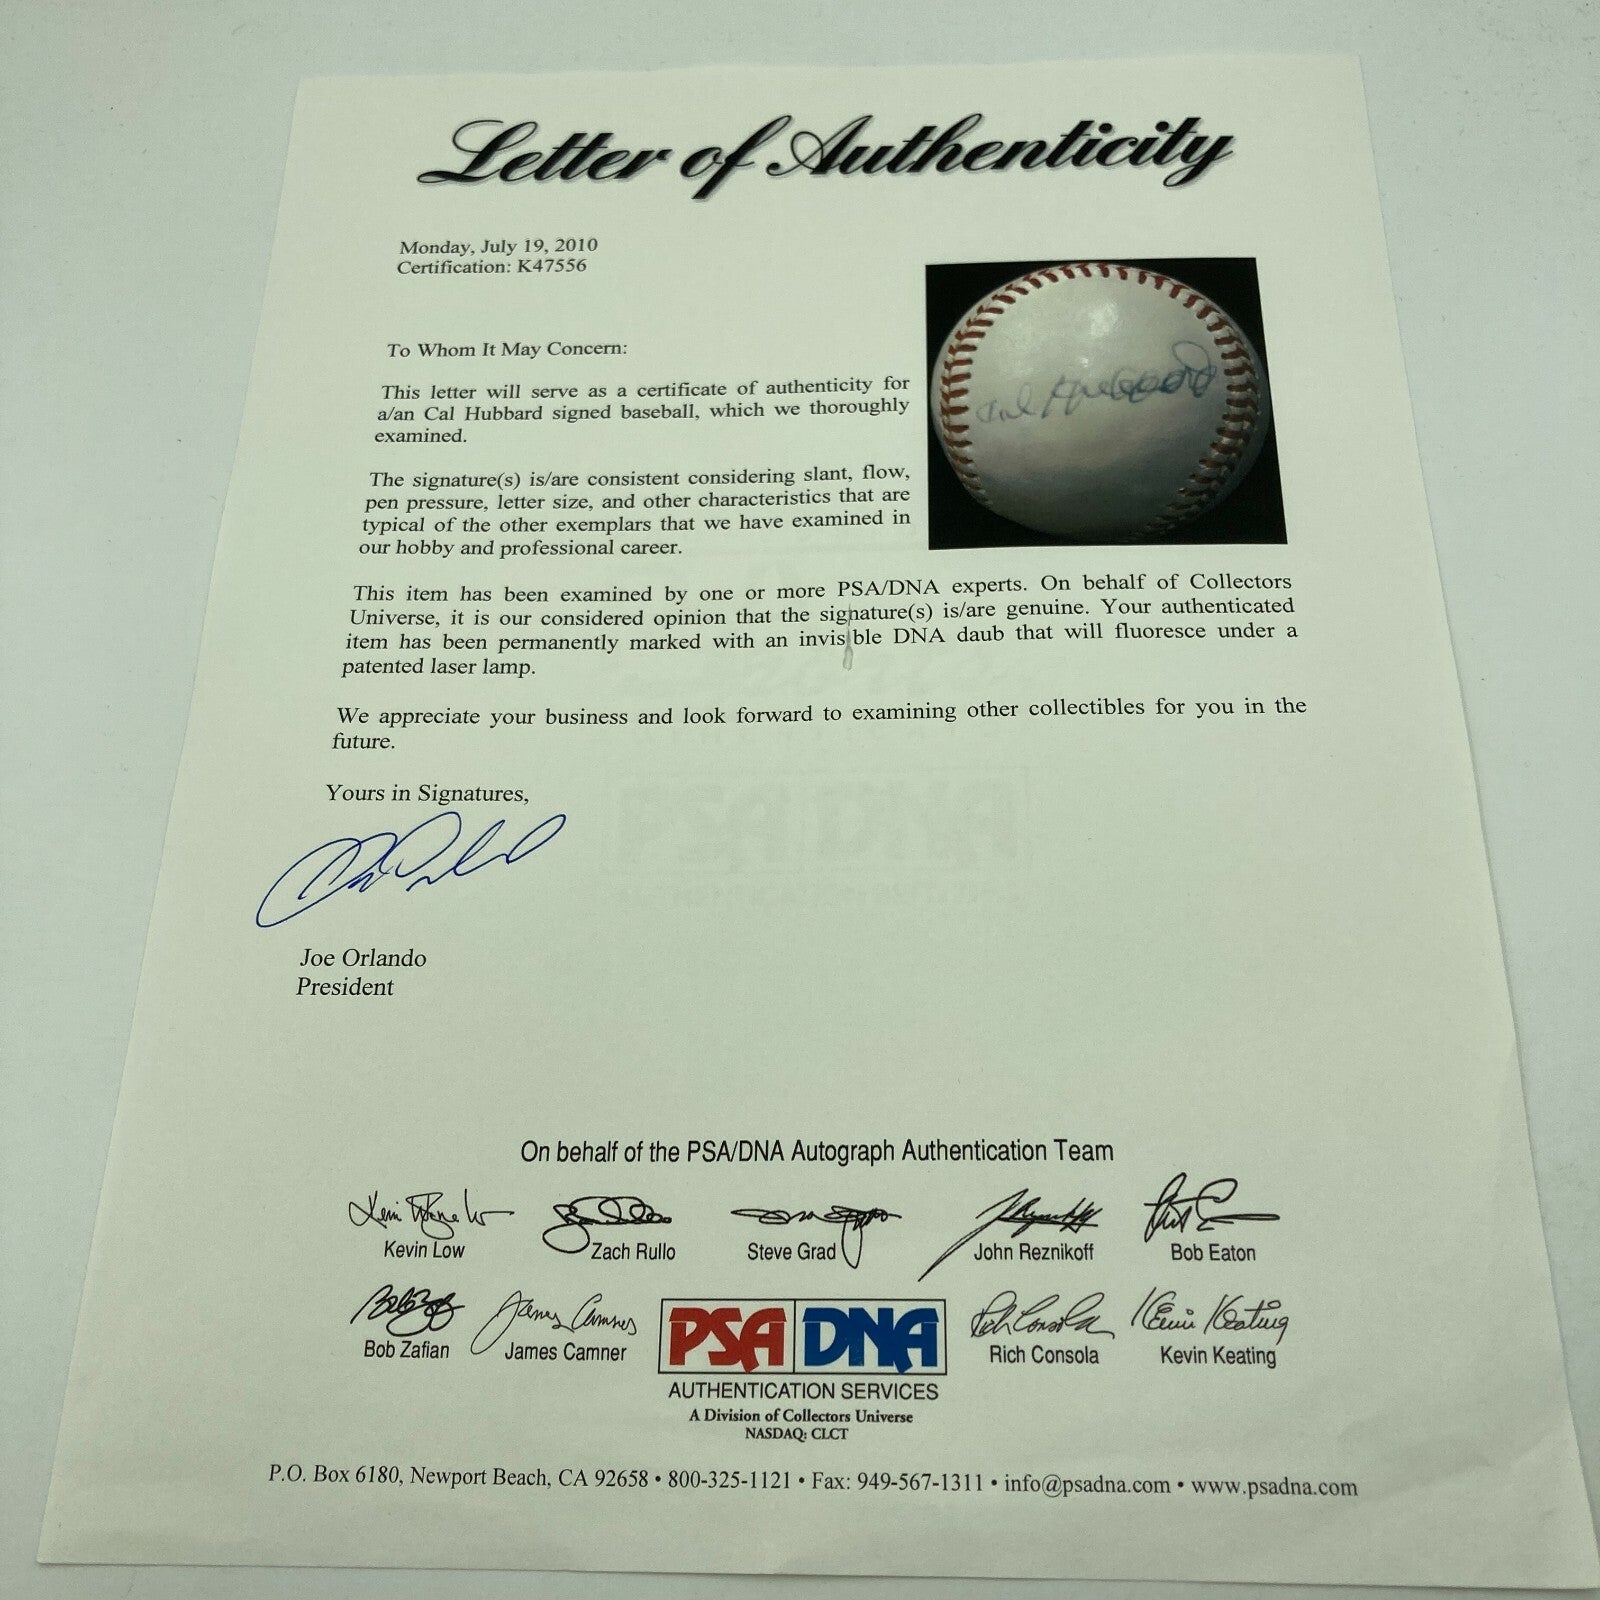 Letter of Authenticity
Monday, July 19, 2010
Certification: K47556
To Whom It May Concern:
This letter will serve as a certificate of authenticity for
a/an Cal Hubbard signed baseball, which we thoroughly
examined.
Cal Hubbard
The signature(s) is/are consistent considering slant, flow,
pen pressure, letter size, and other characteristics that are
typical of the other exemplars that we have examined in
our hobby and professional career.
This item has been examined by one or more PSA/DNA experts. On behalf of Collectors
Universe, it is our considered opinion that the signature(s) is/are genuine. Your authenticated
item has been permanently marked with an invisible DNA daub that will fluoresce under a
patented laser lamp.
We appreciate your business and look forward to examining other collectibles for you in the
future.
Yours in Signatures,
Joe Orlando
President
On behalf of the PSA/DNA Autograph Authentication Team
Kevin Low Zach Rullo Steve Grad John Reznikoff Bob Eaton
James Camner Rich Consola Kevin Keating
Bob Zafian James Camner PSA DNA Rich Consola Kevin Keating
AUTHENTICATION SERVICES
A Division of Collectors Universe
NASDAQ: CLCT
P.O. Box 6180, Newport Beach, CA 92658 • 800-325-1121 • Fax: 949-567-1311 • info@psadna.com • www.psadna.com